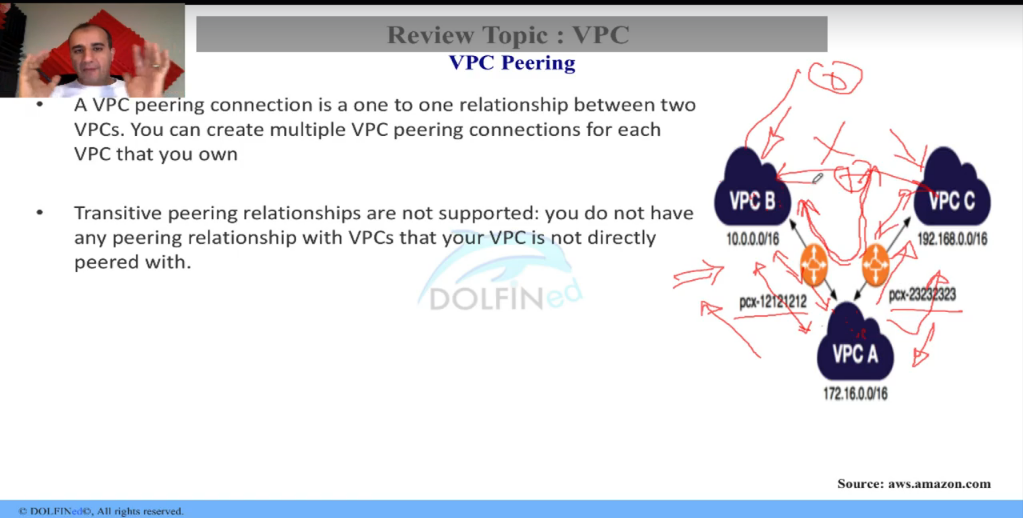 Review Topic : VPC
VPC Peering
• A VPC peering connection is a one to one relationship between two
VPCs. You can create multiple VPC peering connections for each
VPC that you own
• Transitive peering relationships are not supported: you do not have
any peering relationship with VPCs that your VPC is not directly
peered with.
DOLFINed
VPC B
10.0.0.0/16
VPC C
192.168.0.0/16
pcx-12121212
pcx-23232323
VPC A
172.16.0.0/16
Source: aws.amazon.com
© DOLFINed©, All rights reserved.